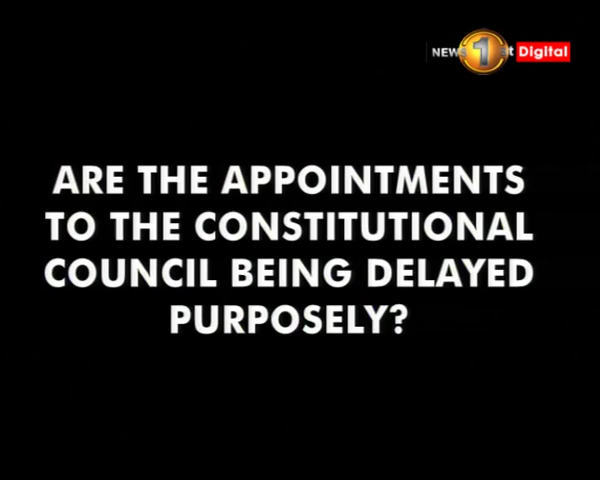 NEWS 1st Digital
ARE THE APPOINTMENTS
TO THE CONSTITUTIONAL
COUNCIL BEING DELAYED
PURPOSELY?